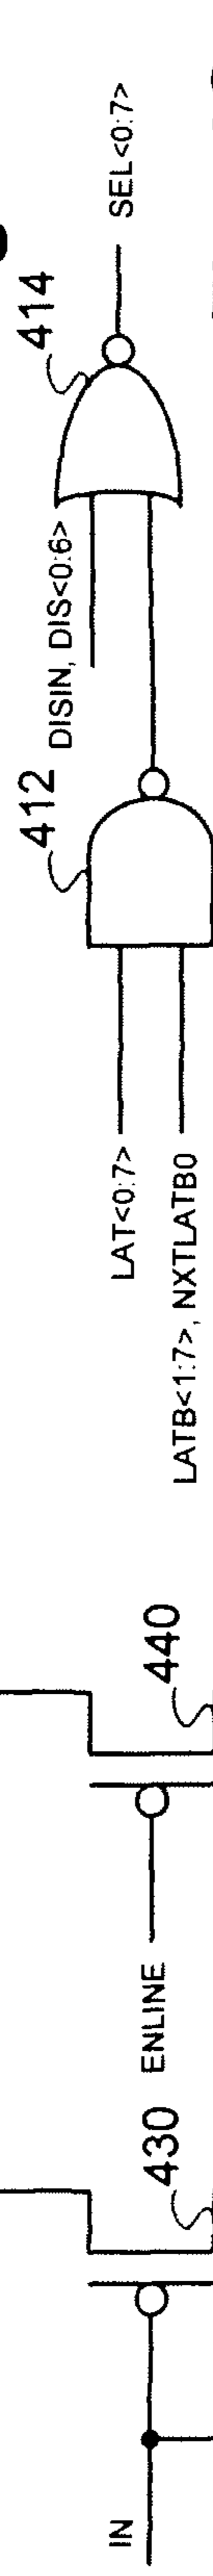 414
SEL<0:7>
DISIN, DIS<0:6>
412
LAT<0:7>
LATB<1:7>, NXTLATB0
440
ENLINE
430
IN